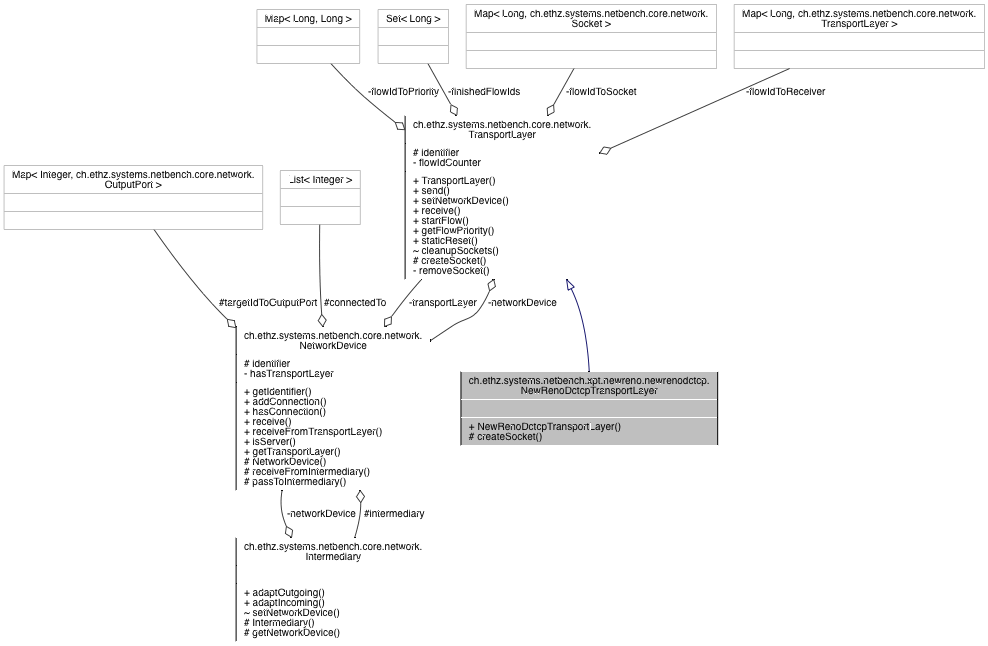 Map< Long, Long >
Set< Long >
Map< Long, ch.ethz.systems.netbench.core.network.
Socket >
Map< Long, ch.ethz.systems.netbench.core.network.
TransportLayer >
-flowIdToPriority
-finishedFlowIds
-flowIdToSocket
-flowIdToReceiver
ch.ethz.systems.netbench.core.network.
TransportLayer
# identifier
- flowIdCounter
+ TransportLayer()
+ send()
+ setNetworkDevice()
+ receive()
+ startFlow()
+ getFlowPriority()
+ staticReset()
~ cleanupSockets()
# createSocket()
- removeSocket()
Map< Integer, ch.ethz.systems.netbench.core.network.
OutputPort >
List< Integer >
#targetIdToOutputPort
#connectedTo
-transportLayer
-networkDevice
ch.ethz.systems.netbench.core.network.
NetworkDevice
# identifier
- hasTransportLayer
+ getIdentifier()
+ addConnection()
+ hasConnection()
+ receive()
+ receiveFromTransportLayer()
+ isServer()
+ getTransportLayer()
# NetworkDevice()
# receiveFromIntermediary()
# passToIntermediary()
ch.ethz.systems.netbench.xpt.newreno.newrenodctcp.
NewRenoDctcpTransportLayer
+ NewRenoDctcpTransportLayer()
# createSocket()
-networkDevice
#intermediary
ch.ethz.systems.netbench.core.network.
Intermediary
+ adaptOutgoing()
+ adaptIncoming()
~ setNetworkDevice()
# Intermediary()
# getNetworkDevice()